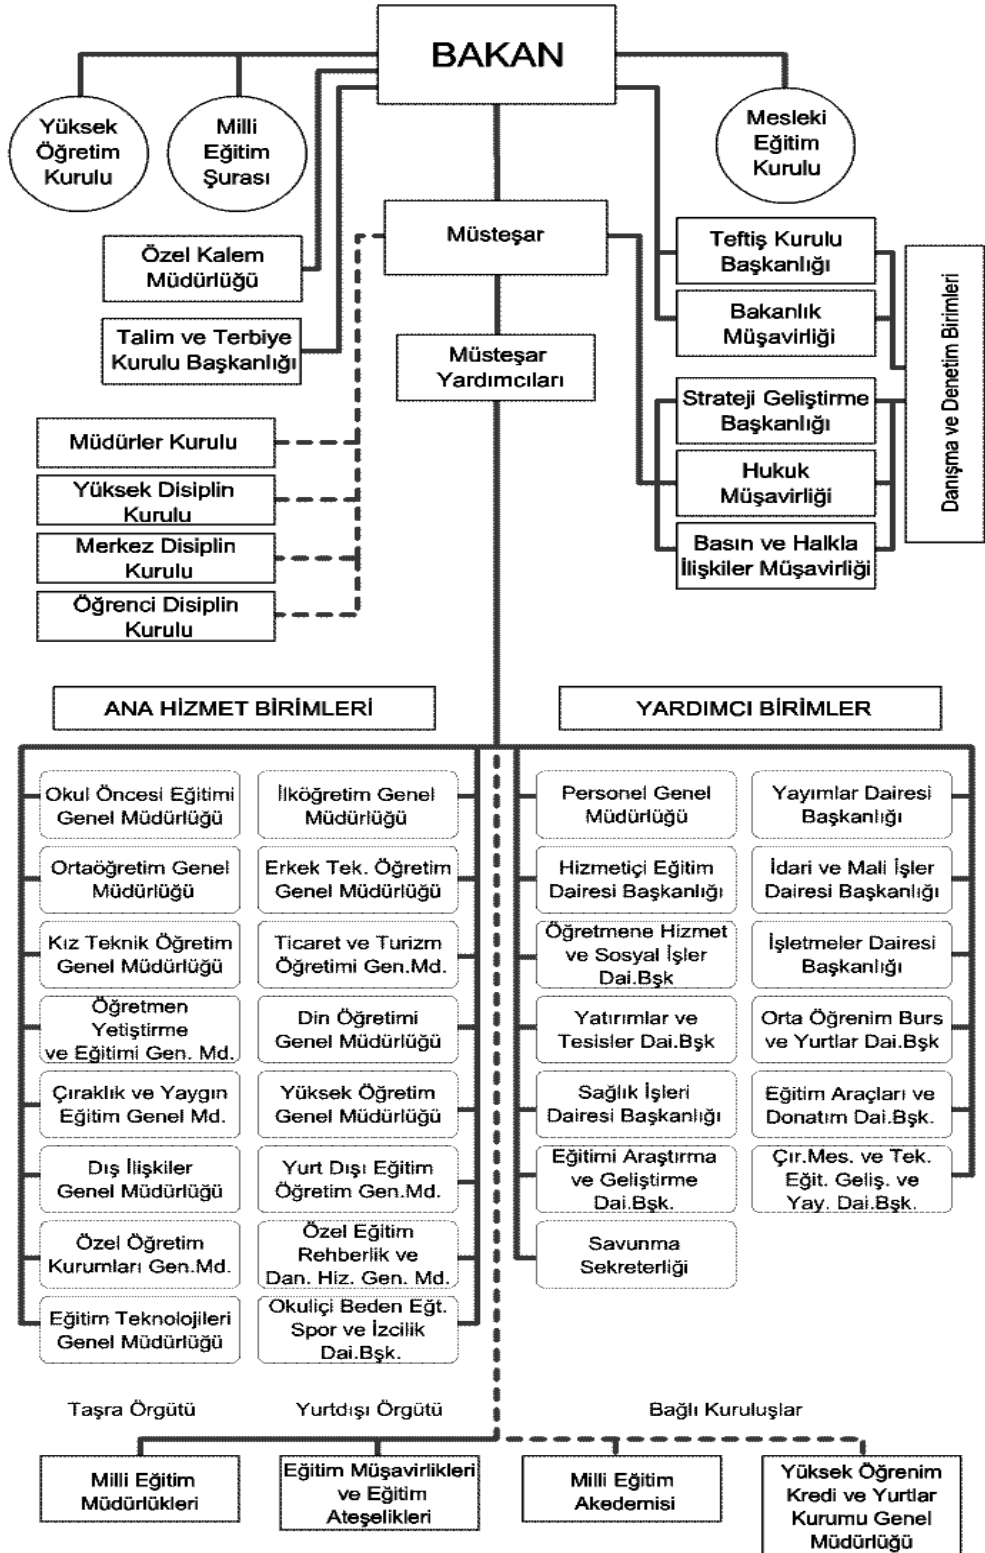 BAKAN
Yüksek
Öğretim
Kurulu
Milli
Eğitim
Şurası
Mesleki
Eğitim
Kurulu
Özel Kalem
Müdürlüğü
Müsteşar
Teftiş Kurulu
Başkanlığı
Talim ve Terbiye
Kurulu Başkanlığı
Müsteşar
Yardımcıları
Bakanlık
Müşavirliği
Danışma ve Denetim Birimleri
Müdürler Kurulu
Yüksek Disiplin
Kurulu
Merkez Disiplin
Kurulu
Öğrenci Disiplin
Kurulu
Strateji Geliştirme
Başkanlığı
Hukuk
Müşavirliği
Basın ve Halkla
İlişkiler Müşavirliği
ANA HİZMET BİRİMLERİ
Okul Öncesi Eğitimi
Genel Müdürlüğü
İlköğretim Genel
Müdürlüğü
Ortaöğretim Genel
Müdürlüğü
Erkek Tek. Öğretim
Genel Müdürlüğü
Kız Teknik Öğretim
Genel Müdürlüğü
Ticaret ve Turizm
Öğretimi Gen.Md.
Öğretmen
Yetiştirme
ve Eğitimi Gen. Md.
Din Öğretimi
Genel Müdürlüğü
Çıraklık ve Yaygın
Eğitim Genel Md.
Yüksek Öğretim
Genel Müdürlüğü
Dış İlişkiler
Genel Müdürlüğü
Yurt Dışı Eğitim
Öğretim Gen.Md.
Özel Öğretim
Kurumları Gen.Md.
Özel Eğitim
Rehberlik ve
Dan. Hiz. Gen. Md.
Eğitim Teknolojileri
Genel Müdürlüğü
Okuliçi Beden Eğt.
Spor ve İzcilik
Dai.Bşk.
YARDIMCI BİRİMLER
Personel Genel
Müdürlüğü
Yayımlar Dairesi
Başkanlığı
Hizmetiçi Eğitim
Dairesi Başkanlığı
İdari ve Mali İşler
Dairesi Başkanlığı
Öğretmene Hizmet
ve Sosyal İşler
Dai.Bşk
İşletmeler Dairesi
Başkanlığı
Yatırımlar ve
Tesisler Dai.Bşk
Orta Öğrenim Burs
ve Yurtlar Dai.Bşk
Sağlık İşleri
Dairesi Başkanlığı
Eğitim Araçları ve
Donatım Dai.Bşk.
Eğitimi Araştırma
ve Geliştirme
Dai.Bşk.
Çır.Mes. ve Tek.
Eğit. Geliş. ve
Yay. Dai.Bşk.
Savunma
Sekreterliği
Taşra Örgütü
Yurtdışı Örgütü
Bağlı Kuruluşlar
Milli Eğitim
Müdürlükleri
Eğitim Müşavirlikleri
ve Eğitim
Ateşelikleri
Milli Eğitim
Akedemisi
Yüksek Öğrenim
Kredi ve Yurtlar
Kurumu Genel
Müdürlüğü